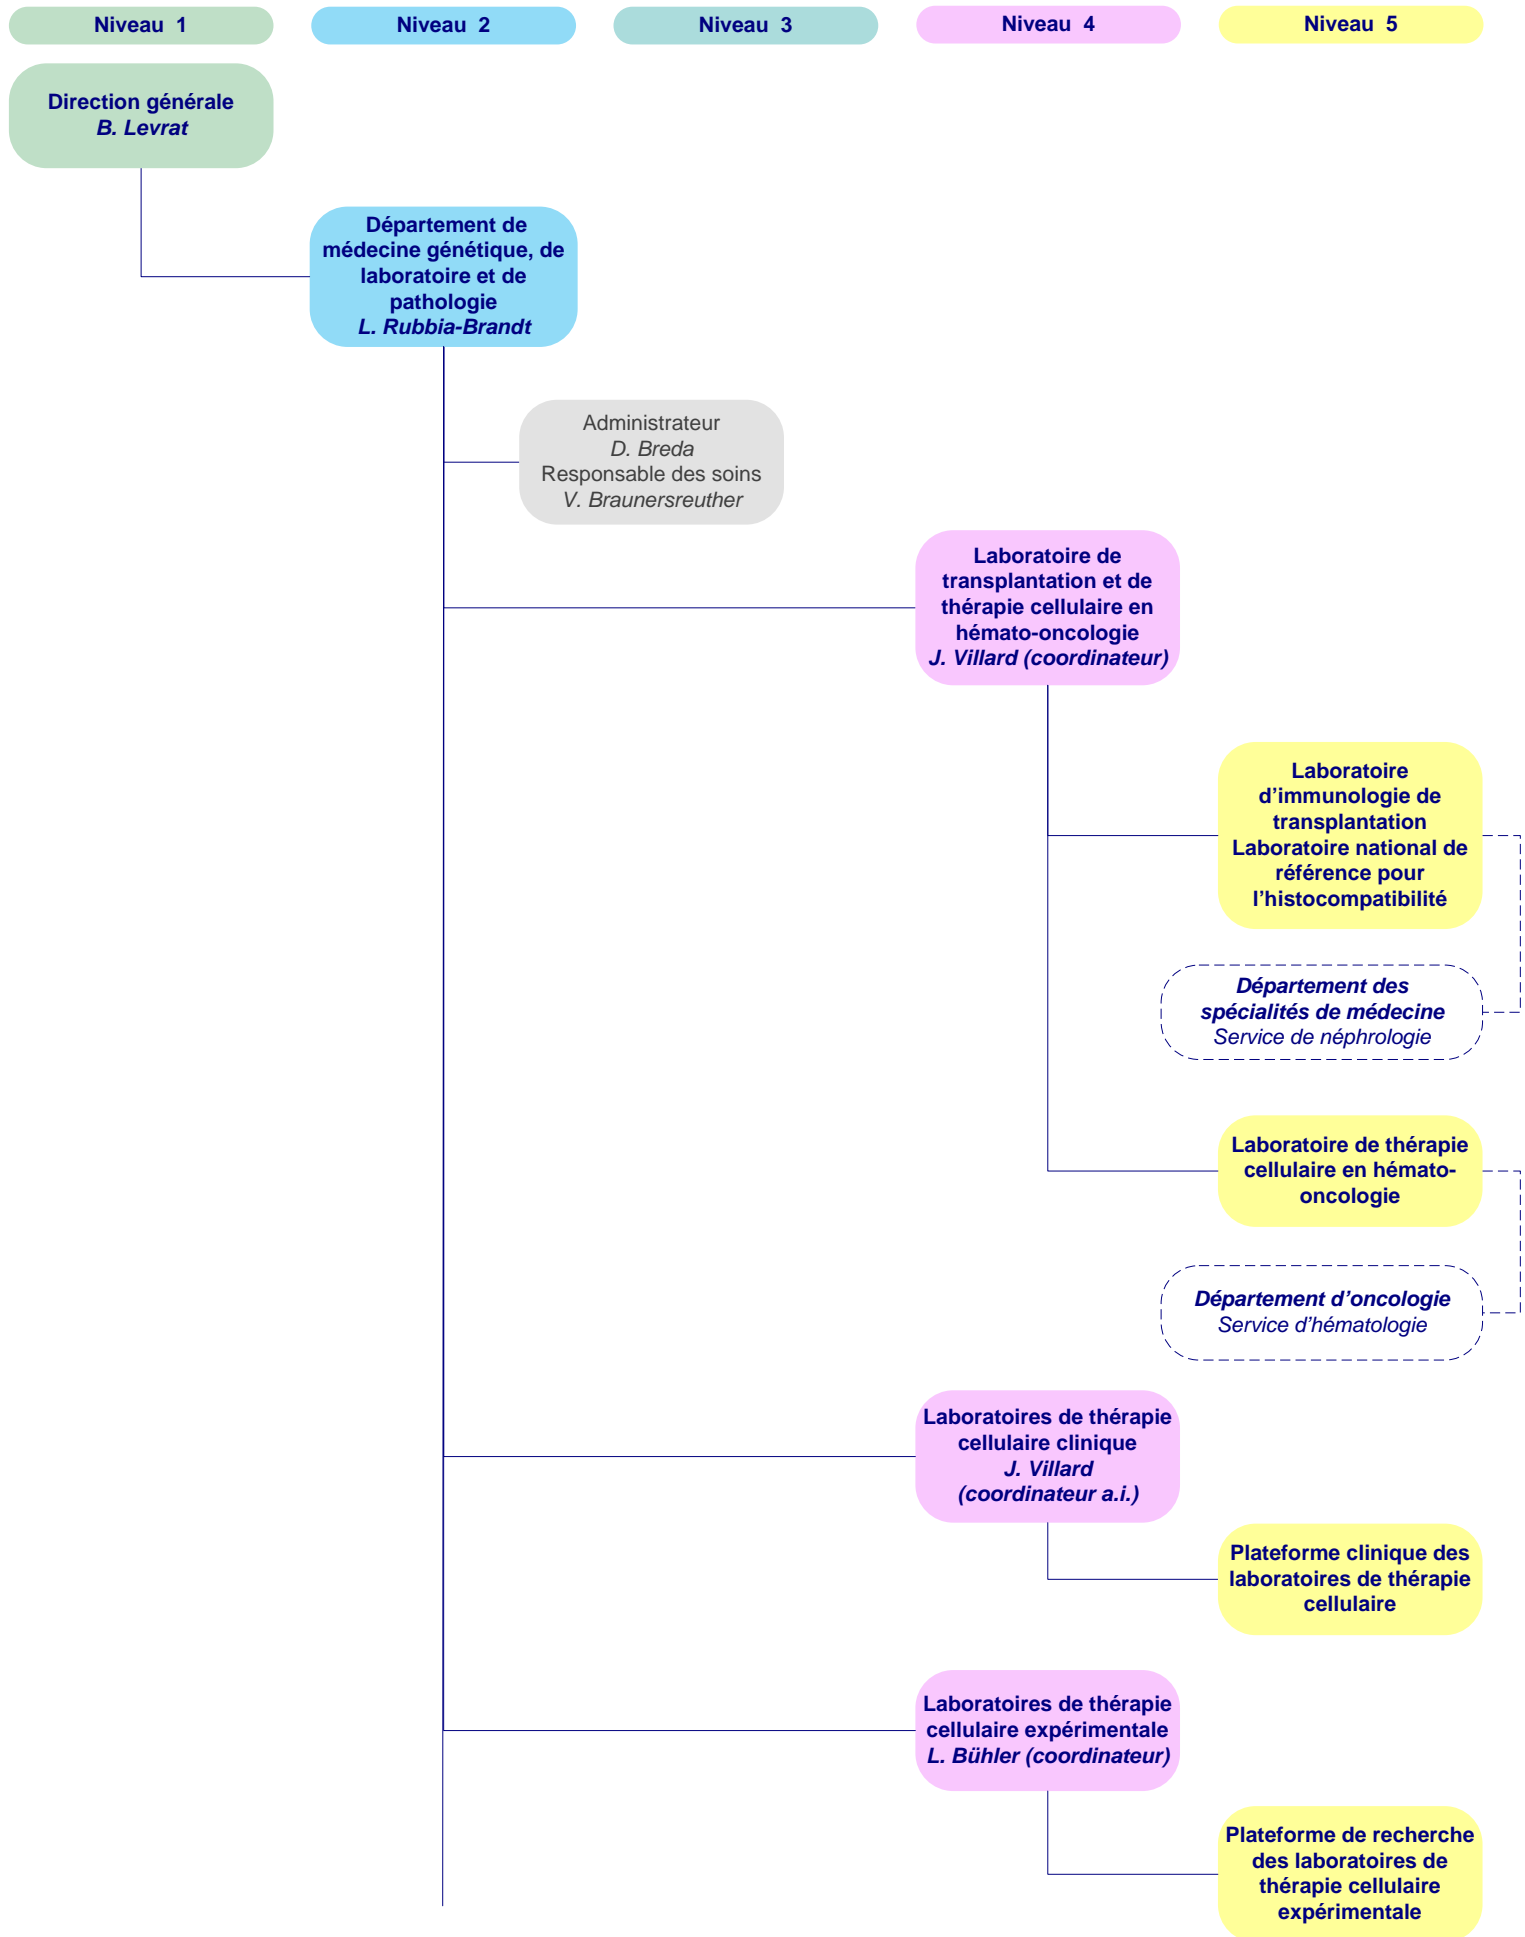 Niveau 1
Niveau 2
Niveau 3
Niveau 4
Niveau 5
Direction générale
B. Levrat
Département de
médecine génétique, de
laboratoire et de
pathologie
L. Rubbia-Brandt
Administrateur
D. Breda
Responsable des soins
V. Braunersreuther
Laboratoire de
transplantation et de
thérapie cellulaire en
hémato-oncologie
J. Villard (coordinateur)
Laboratoire
d’immunologie de
transplantation
Laboratoire national de
référence pour
l’histocompatibilité
Département des
spécialités de médecine
Service de néphrologie
Laboratoire de thérapie
cellulaire en hémato-
oncologie
Département d’oncologie
Service d’hématologie
Laboratoires de thérapie
cellulaire clinique
J. Villard
(coordinateur a.i.)
Plateforme clinique des
laboratoires de thérapie
cellulaire
Laboratoires de thérapie
cellulaire expérimentale
L. Bühler (coordinateur)
Plateforme de recherche
des laboratoires de
thérapie cellulaire
expérimentale